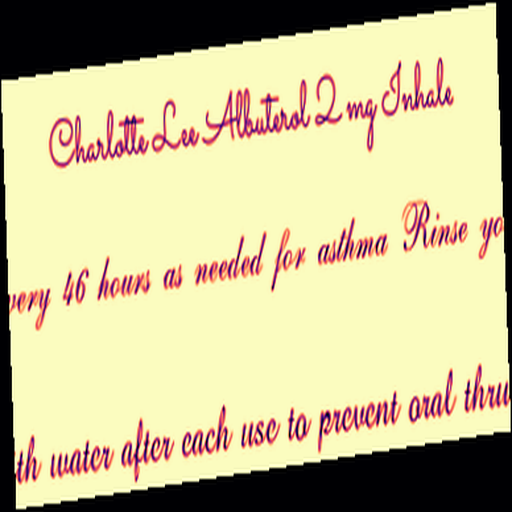 Charlotte Lee Albuterol 2 mg Inhale
very 46 hours as needed for asthma Rinse yo
th water after each use to prevent oral thru